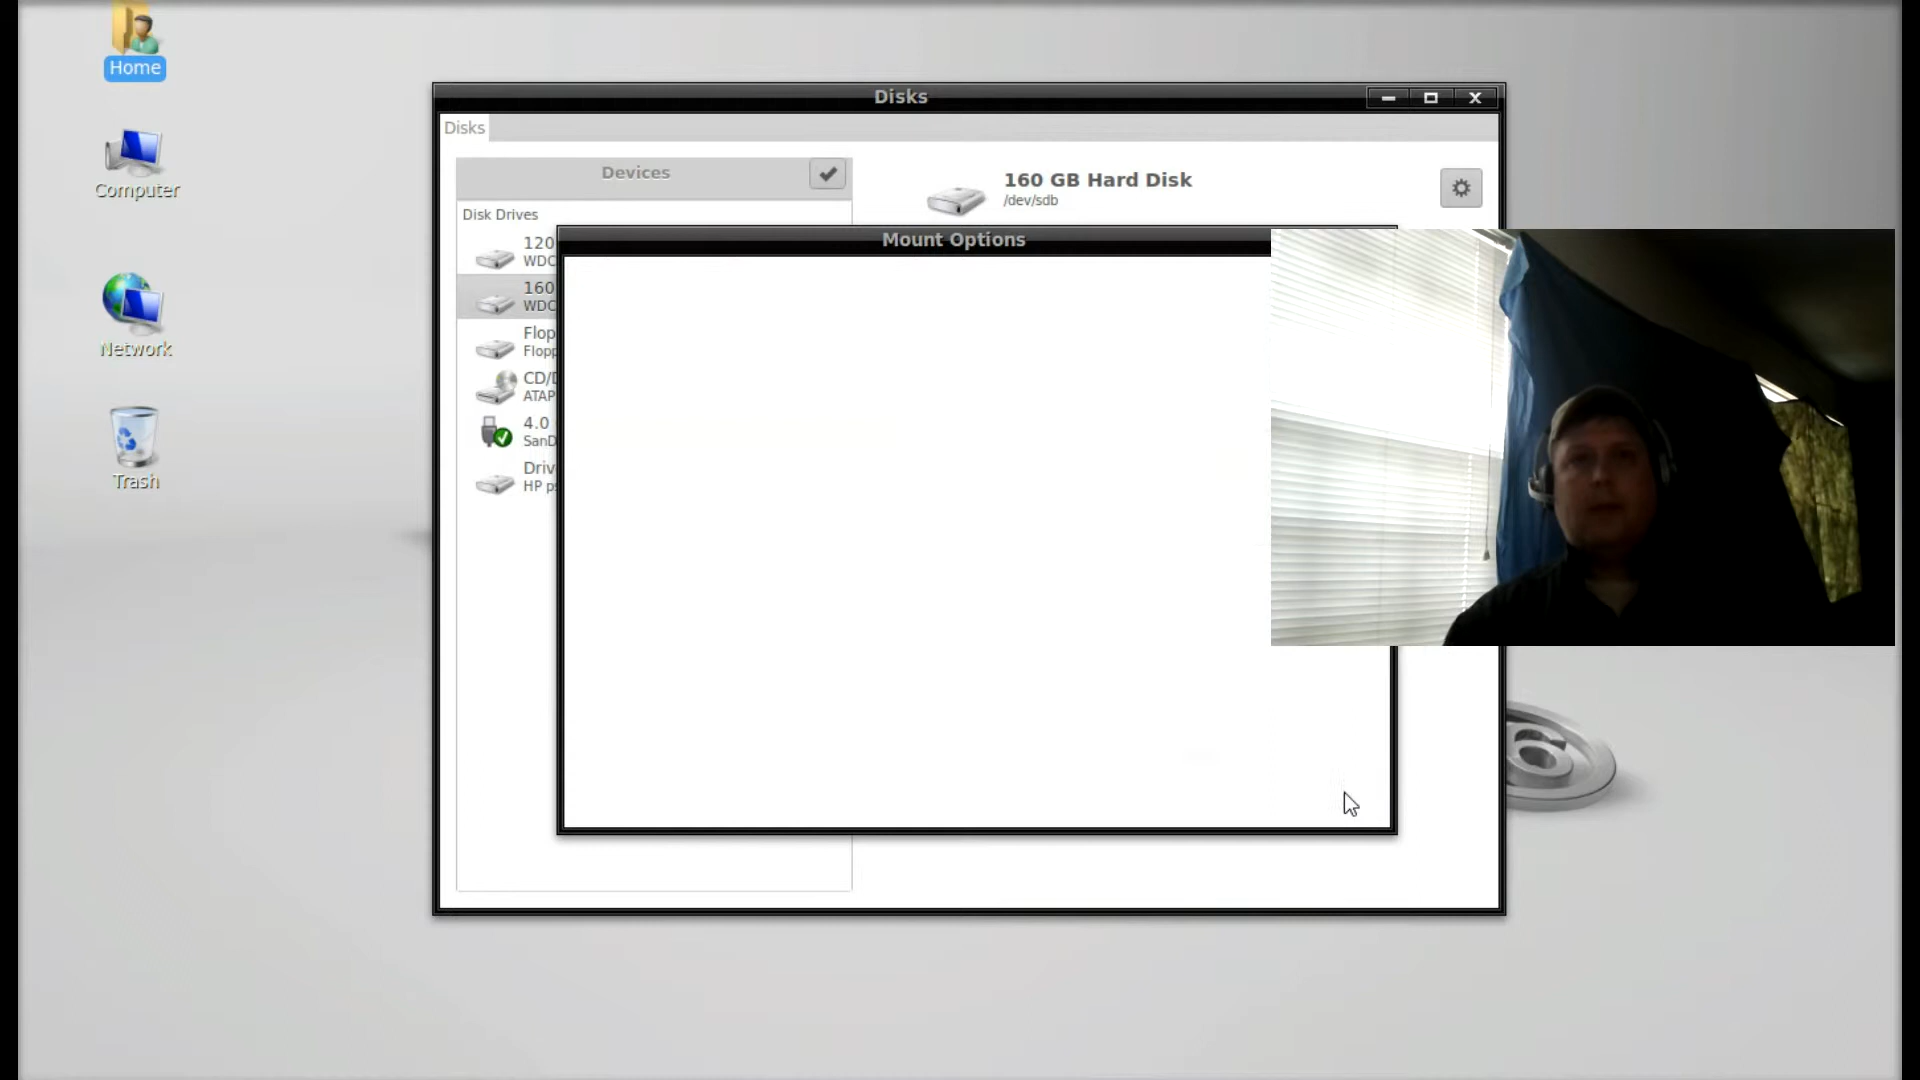 Home
Computer
Network
Trash
Disks
Disks
Devices
160 GB Hard Disk
/dev/sdb
Disk Drives
120
WDC
160
WDC
Flop
Flopp
CD/D
ATAP
4.0
SanD
Driv
HP ps
Mount Options